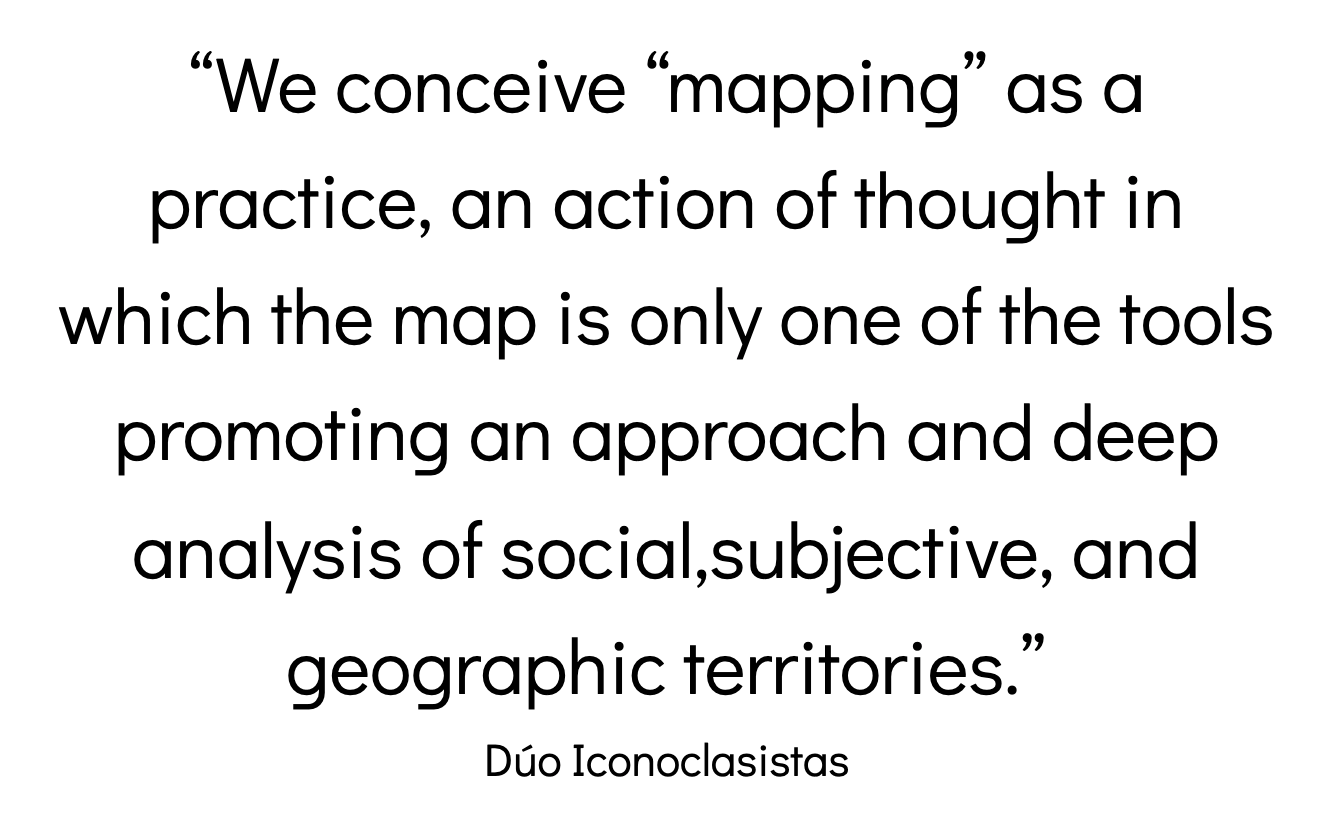 “We conceive “mapping” as a
practice, an action of thought in
which the map is only one of the tools
promoting an approach and deep
analysis of social,subjective, and
geographic territories.”
Dúo Iconoclasistas